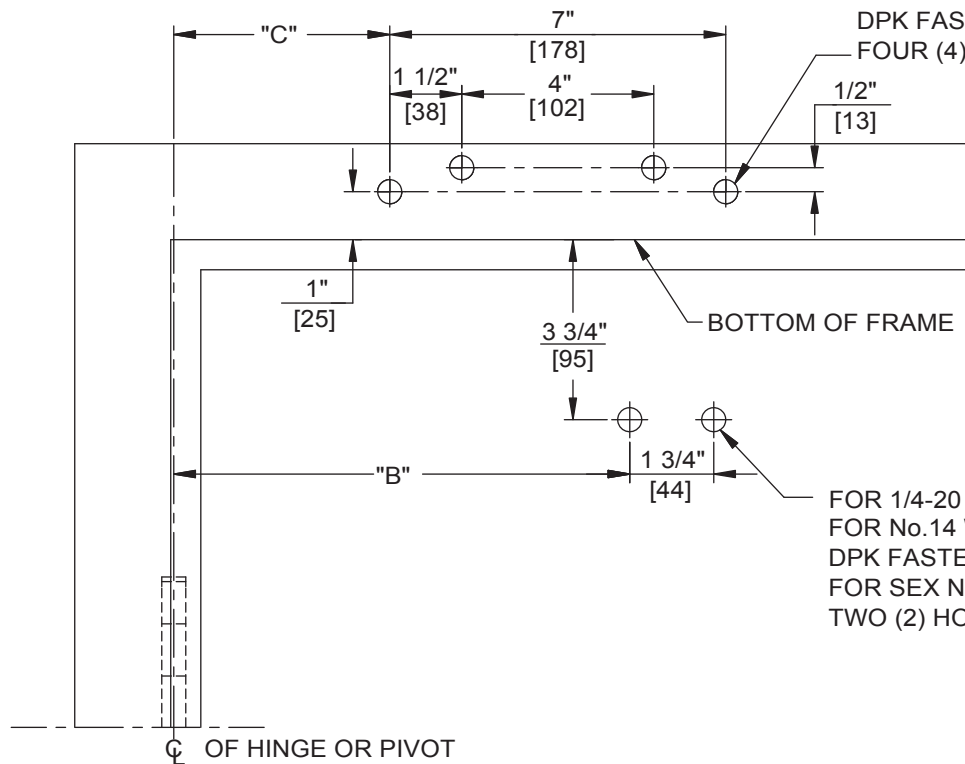 "C"
7"
[178]
DPK FAS
FOUR (4)
1 1/2"
[38]
4"
[102]
1/2"
[13]
1"
[25]
BOTTOM OF FRAME
3 3/4"
[95]
"B"
1 3/4"
[44]
FOR 1/4-20
FOR No.14
DPK FASTE
FOR SEX N
TWO (2) HO
℄ OF HINGE OR PIVOT